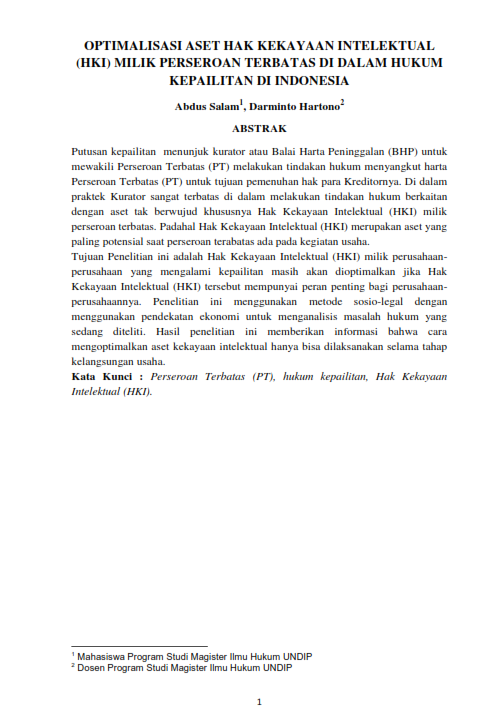 OPTIMALISASI ASET HAK KEKAYAAN INTELEKTUAL
(HKI) MILIK PERSEROAN TERBATAS DI DALAM HUKUM
KEPAILITAN DI INDONESIA
Abdus Salam1, Darminto Hartono2
ABSTRAK
Putusan kepailitan menunjuk kurator atau Balai Harta Peninggalan (BHP) untuk
mewakili Perseroan Terbatas (PT) melakukan tindakan hukum menyangkut harta
Perseroan Terbatas (PT) untuk tujuan pemenuhan hak para Kreditornya. Di dalam
praktek Kurator sangat terbatas di dalam melakukan tindakan hukum berkaitan
dengan aset tak berwujud khususnya Hak Kekayaan Intelektual (HKI) milik
perseroan terbatas. Padahal Hak Kekayaan Intelektual (HKI) merupakan aset yang
paling potensial saat perseroan terabatas ada pada kegiatan usaha.
Tujuan Penelitian ini adalah Hak Kekayaan Intelektual (HKI) milik perusahaan-
perusahaan yang mengalami kepailitan masih akan dioptimalkan jika Hak
Kekayaan Intelektual (HKI) tersebut mempunyai peran penting bagi perusahaan-
perusahaannya. Penelitian ini menggunakan metode sosio-legal dengan
menggunakan pendekatan ekonomi untuk menganalisis masalah hukum yang
sedang diteliti. Hasil penelitian ini memberikan informasi bahwa cara
mengoptimalkan aset kekayaan intelektual hanya bisa dilaksanakan selama tahap
kelangsungan usaha.
Kata Kunci : Perseroan Terbatas (PT), hukum kepailitan, Hak Kekayaan
Intelektual (HKI).
1 Mahasiswa Program Studi Magister Ilmu Hukum UNDIP
2 Dosen Program Studi Magister Ilmu Hukum UNDIP
1